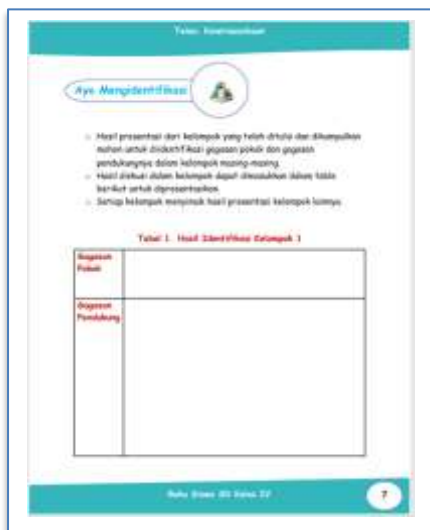 Tema: Kewirausahaan
Ayo Mengidentifikasi
Hasil presentasi dari kelompok yang telah ditulis dan dikumpulkan
mohon untuk diidentifikasi gagasan pokok dan gagasan
pendukungnya dalam kelompok masing-masing.
Hasil diskusi dalam kelompok dapat dimasukkan dalam table
berikut untuk dipresentasikan.
Setiap kelompok menyimak hasil presentasi kelompok lainnya.
Tabel 1. Hasil Identifikasi Kelompok 1
Gagasan
Pokok
Gagasan
Pendukung
Buku Siswa SD Kelas IV
7